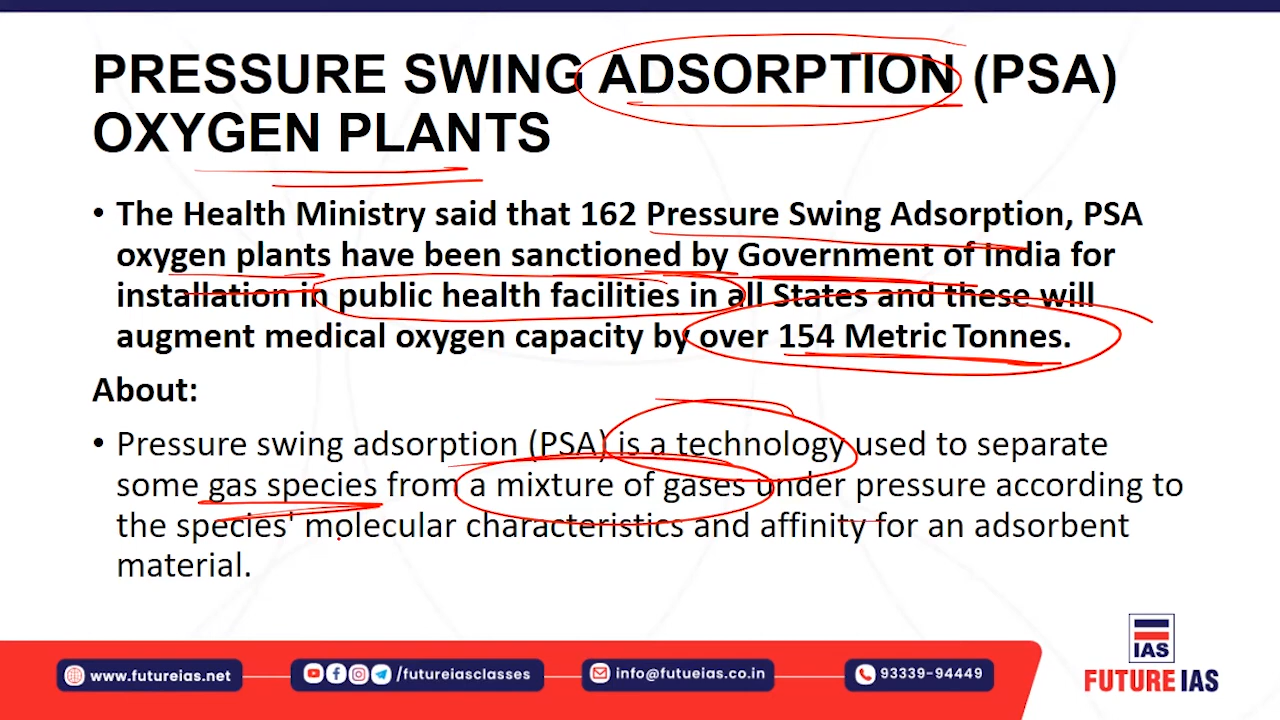 PRESSURE SWING ADSORPTION (PSA)
OXYGEN PLANTS
• The Health Ministry said that 162 Pressure Swing Adsorption, PSA
oxygen plants have been sanctioned by Government of India for
installation in public health facilities in all States and these will
augment medical oxygen capacity by over 154 Metric Tonnes.
About:
• Pressure swing adsorption (PSA) is a technology used to separate
some gas species from a mixture of gases under pressure according to
the species' molecular characteristics and affinity for an adsorbent
material.
IAS
www.futureias.net
/futureiasclasses
info@futueias.co.in
93339-94449
FUTURE IAS